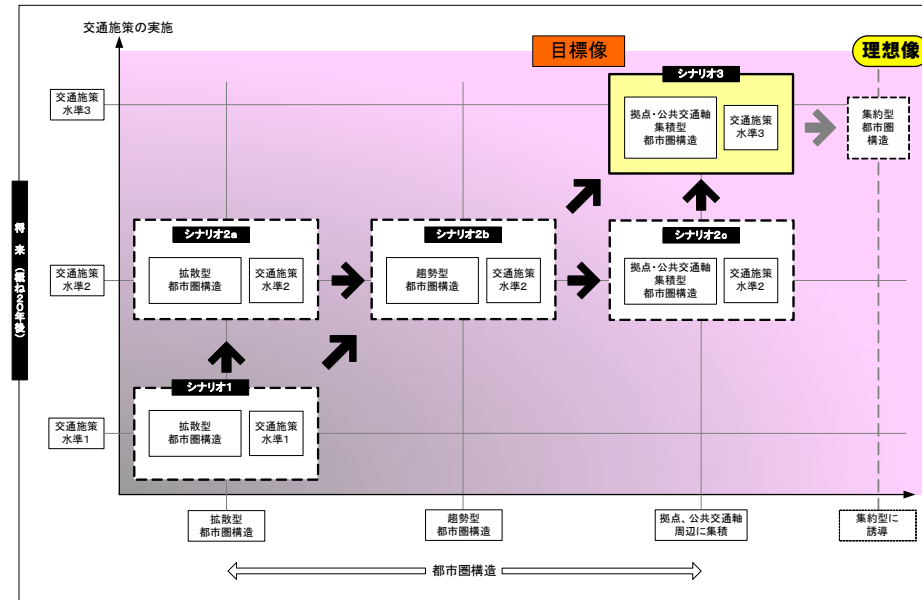 交通施策の実施
目標像
理想像
交通施策
水準3
シナリオ3
拠点・公共交通軸
集積型
都市圏構造
交通施策
水準3
集約型
都市圏
構造
将来(概ね20年後)
交通施策
水準2
シナリオ2a
拡散型
都市圏構造
交通施策
水準2
シナリオ2b
趨勢型
都市圏構造
交通施策
水準2
シナリオ2c
拠点・公共交通軸
集積型
都市圏構造
交通施策
水準2
交通施策
水準1
シナリオ1
拡散型
都市圏構造
交通施策
水準1
拡散型
都市圏構造
趨勢型
都市圏構造
拠点、公共交通軸
周辺に集積
集約型に
誘導
都市圏構造